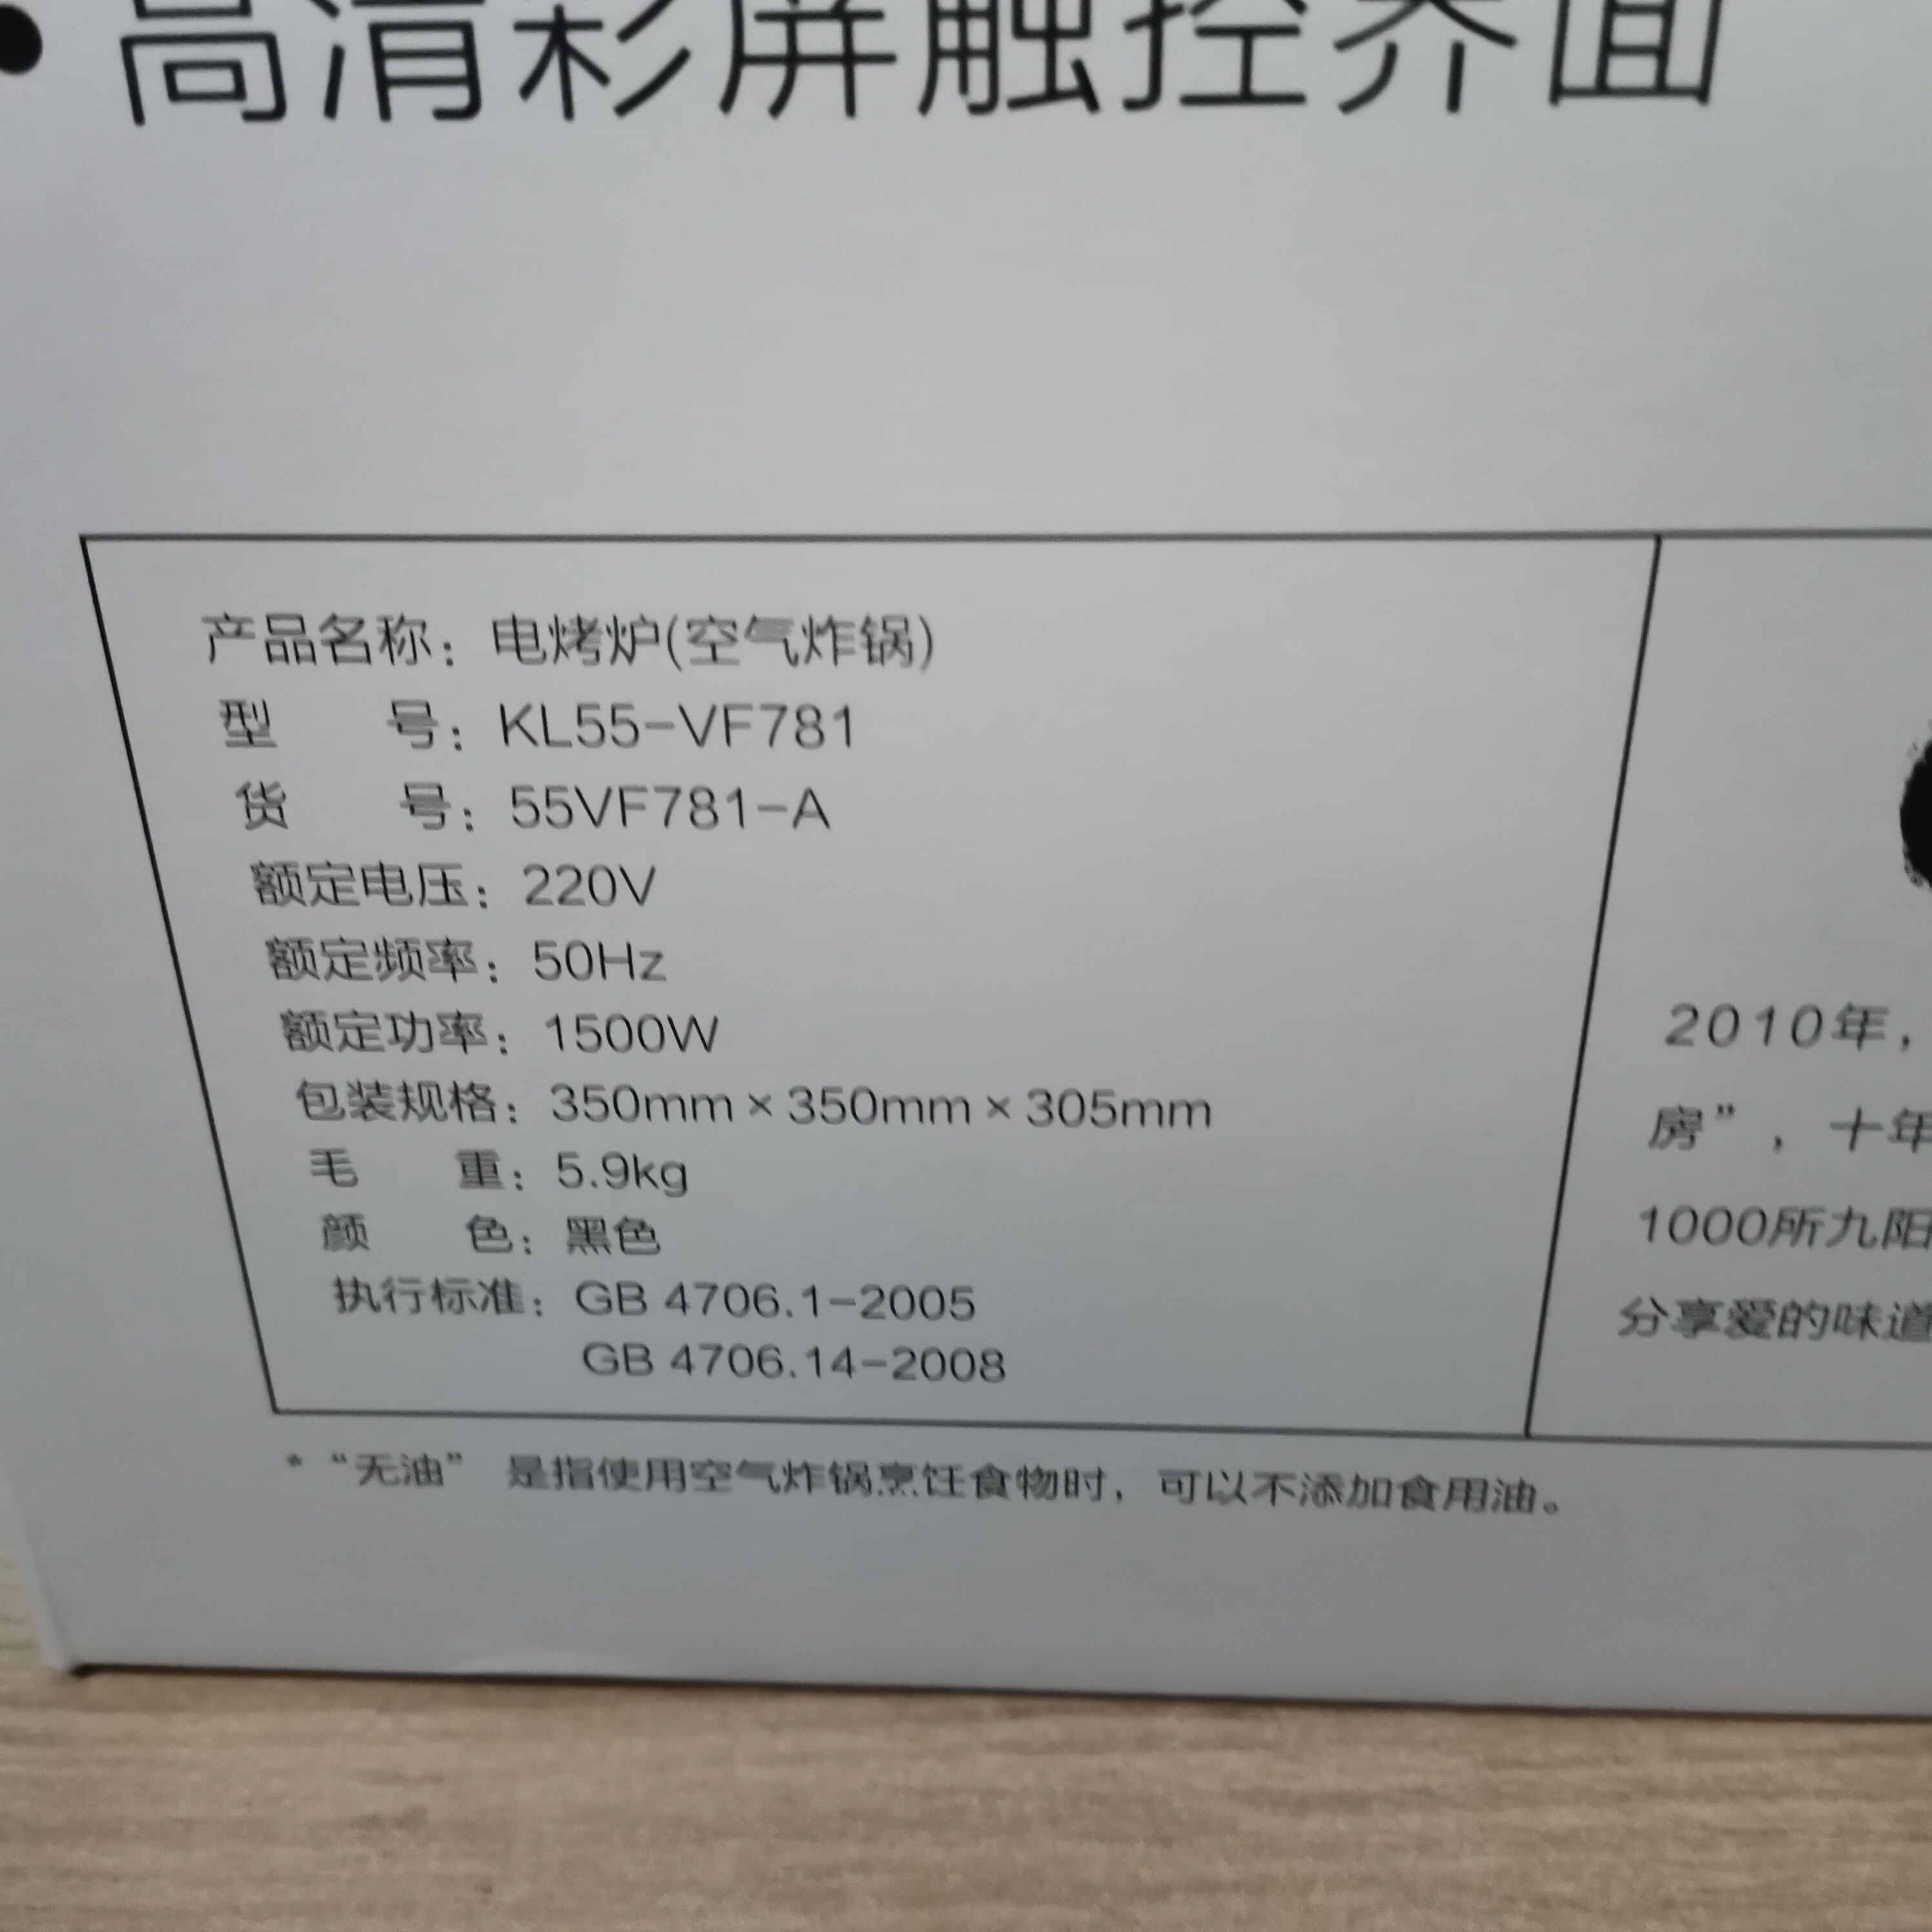 高清彩屏触控界面
产品名称：电烤炉(空气炸锅)
型 号：KL55-VF781
货 号：55VF781-A
额定电压：220V
额定频率：50Hz
额定功率：1500W
包装规格：350mm×350mm×305mm
毛 重：5.9kg
颜 色：黑色
执行标准：GB 4706.1-2005
GB 4706.14-2008
2010年，
房”，十年
1000所九阳
分享爱的味道
*“无油” 是指使用空气炸锅烹饪食物时，可以不添加食用油。